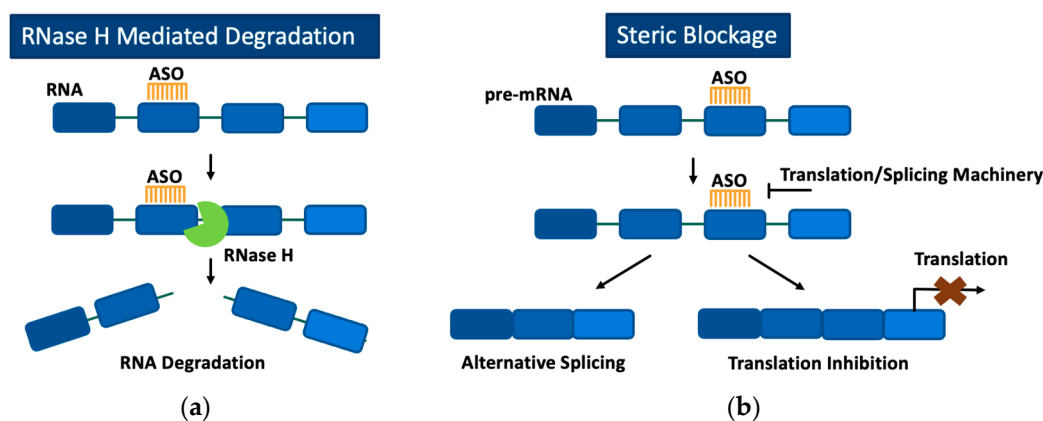 RNase H Mediated Degradation
ASO
RNA
ASO
RNase H
RNA Degradation
(a)
Steric Blockage
ASO
pre-mRNA
ASO
Translation/Splicing Machinery
Translation
Alternative Splicing
Translation Inhibition
(b)